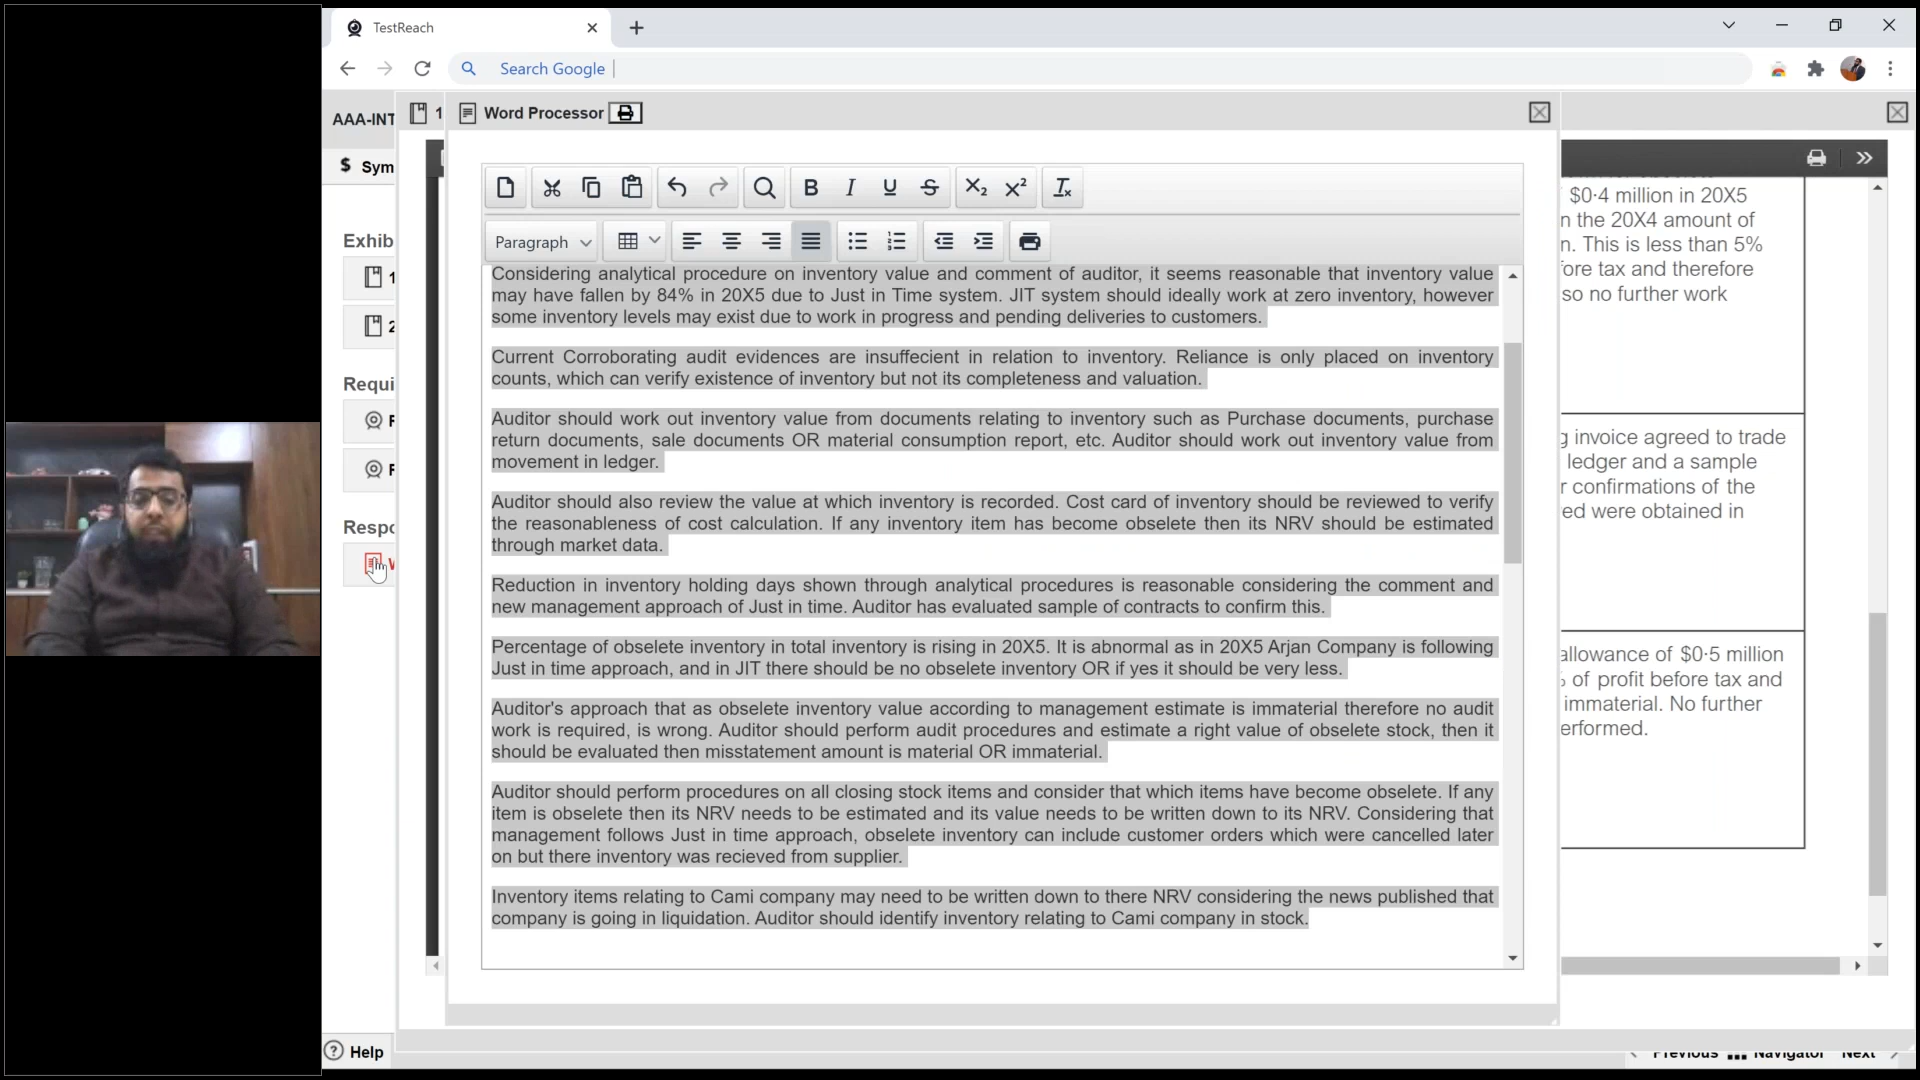 TestReach
Search Google
AAA-INT
1
Word Processor
$ Sym
Paragraph
Exhib
1
2
Requi
F
F
Respo
W
Considering analytical procedure on inventory value and comment of auditor, it seems reasonable that inventory value
may have fallen by 84% in 20X5 due to Just in Time system. JIT system should ideally work at zero inventory, however
some inventory levels may exist due to work in progress and pending deliveries to customers.
Current Corroborating audit evidences are insuffecient in relation to inventory. Reliance is only placed on inventory
counts, which can verify existence of inventory but not its completeness and valuation.
Auditor should work out inventory value from documents relating to inventory such as Purchase documents, purchase
return documents, sale documents OR material consumption report, etc. Auditor should work out inventory value from
movement in ledger.
Auditor should also review the value at which inventory is recorded. Cost card of inventory should be reviewed to verify
the reasonableness of cost calculation. If any inventory item has become obselete then its NRV should be estimated
through market data.
Reduction in inventory holding days shown through analytical procedures is reasonable considering the comment and
new management approach of Just in time. Auditor has evaluated sample of contracts to confirm this.
Percentage of obselete inventory in total inventory is rising in 20X5. It is abnormal as in 20X5 Arjan Company is following
Just in time approach, and in JIT there should be no obselete inventory OR if yes it should be very less.
Auditor's approach that as obselete inventory value according to management estimate is immaterial therefore no audit
work is required, is wrong. Auditor should perform audit procedures and estimate a right value of obselete stock, then it
should be evaluated then misstatement amount is material OR immaterial.
Auditor should perform procedures on all closing stock items and consider that which items have become obselete. If any
item is obselete then its NRV needs to be estimated and its value needs to be written down to its NRV. Considering that
management follows Just in time approach, obselete inventory can include customer orders which were cancelled later
on but there inventory was recieved from supplier.
Inventory items relating to Cami company may need to be written down to there NRV considering the news published that
company is going in liquidation. Auditor should identify inventory relating to Cami company in stock.
$0·4 million in 20X5
n the 20X4 amount of
n. This is less than 5%
ore tax and therefore
so no further work
g invoice agreed to trade
ledger and a sample
r confirmations of the
ed were obtained in
allowance of $0·5 million
% of profit before tax and
immaterial. No further
erformed.
Help
Previous
Navigator
Next